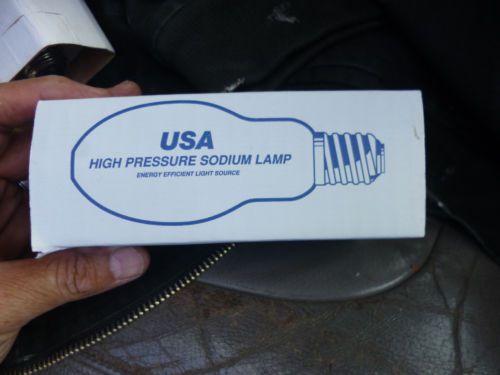 USA
HIGH PRESSURE SODIUM LAMP
ENERGY EFFICIENT LIGHT SOURCE